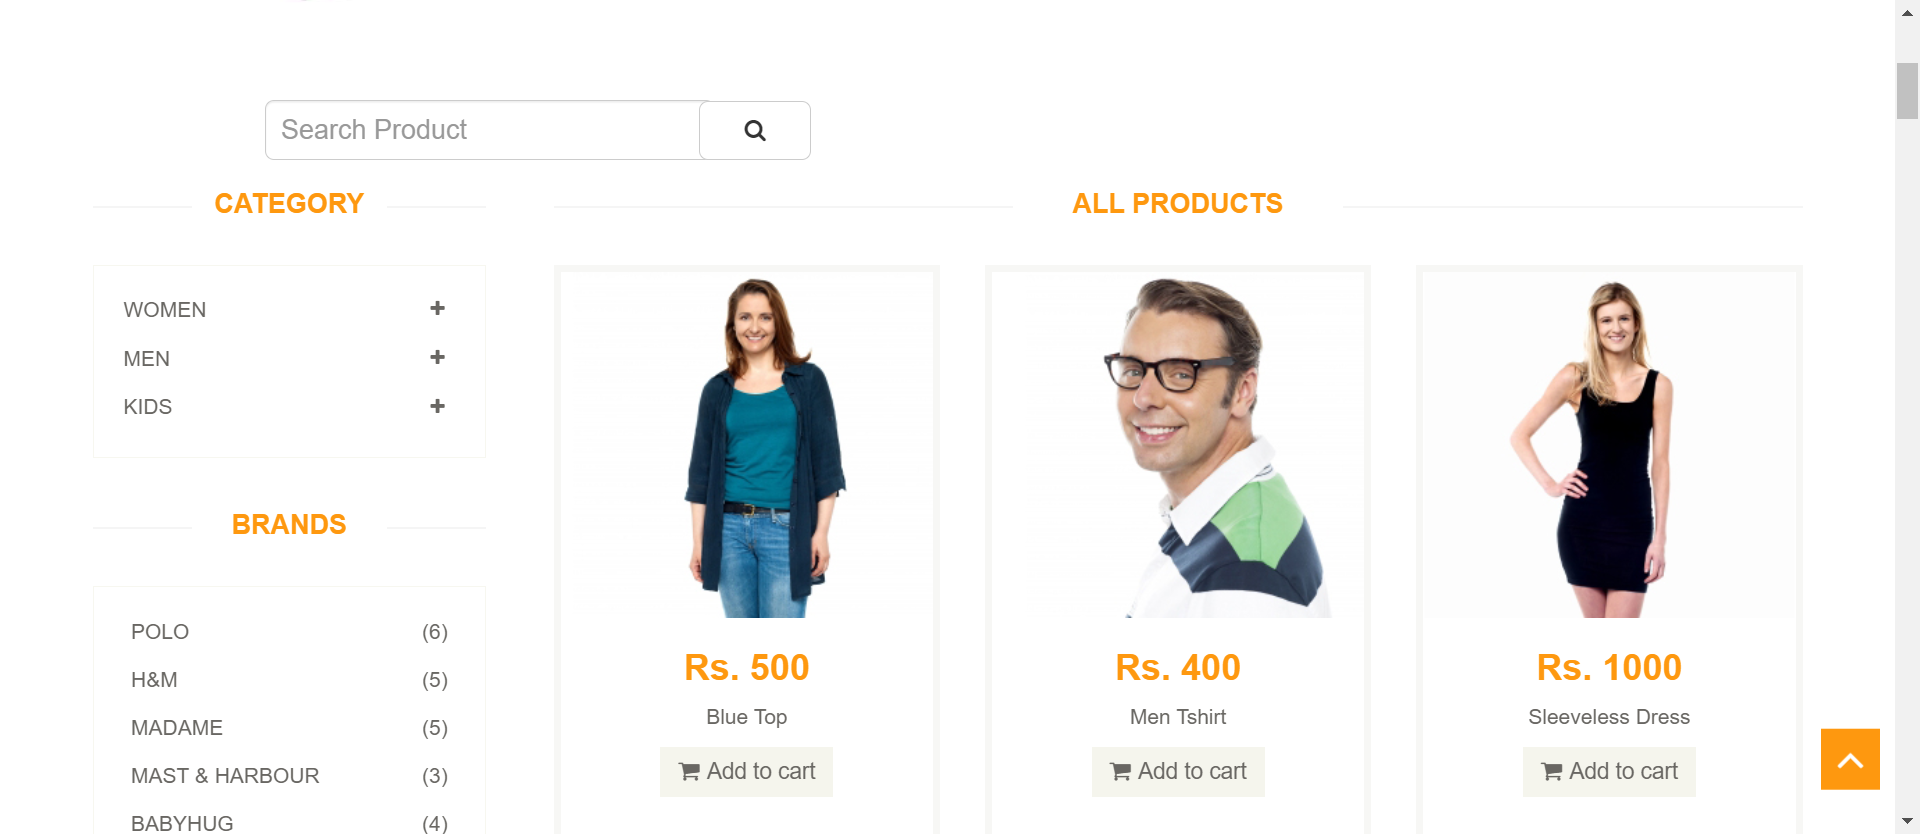 Search Product
CATEGORY
WOMEN
MEN
KIDS
BRANDS
POLO (6)
H&M (5)
MADAME (5)
MAST & HARBOUR (3)
BABYHUG (4)
ALL PRODUCTS
Rs. 500
Blue Top
Add to cart
Rs. 400
Men Tshirt
Add to cart
Rs. 1000
Sleeveless Dress
Add to cart